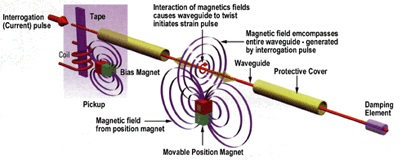 Interrogation
(Current) pulse
Tape
Coil
Bias Magnet
Pickup
Interaction of magnetics fields
causes waveguide to twist
initiates strain pulse
Magnetic field emcompasses
entire waveguide - generated
by interrogation pulse
Waveguide
Protective Cover
Magnetic field
from position magnet
Movable Position Magnet
Damping
Element